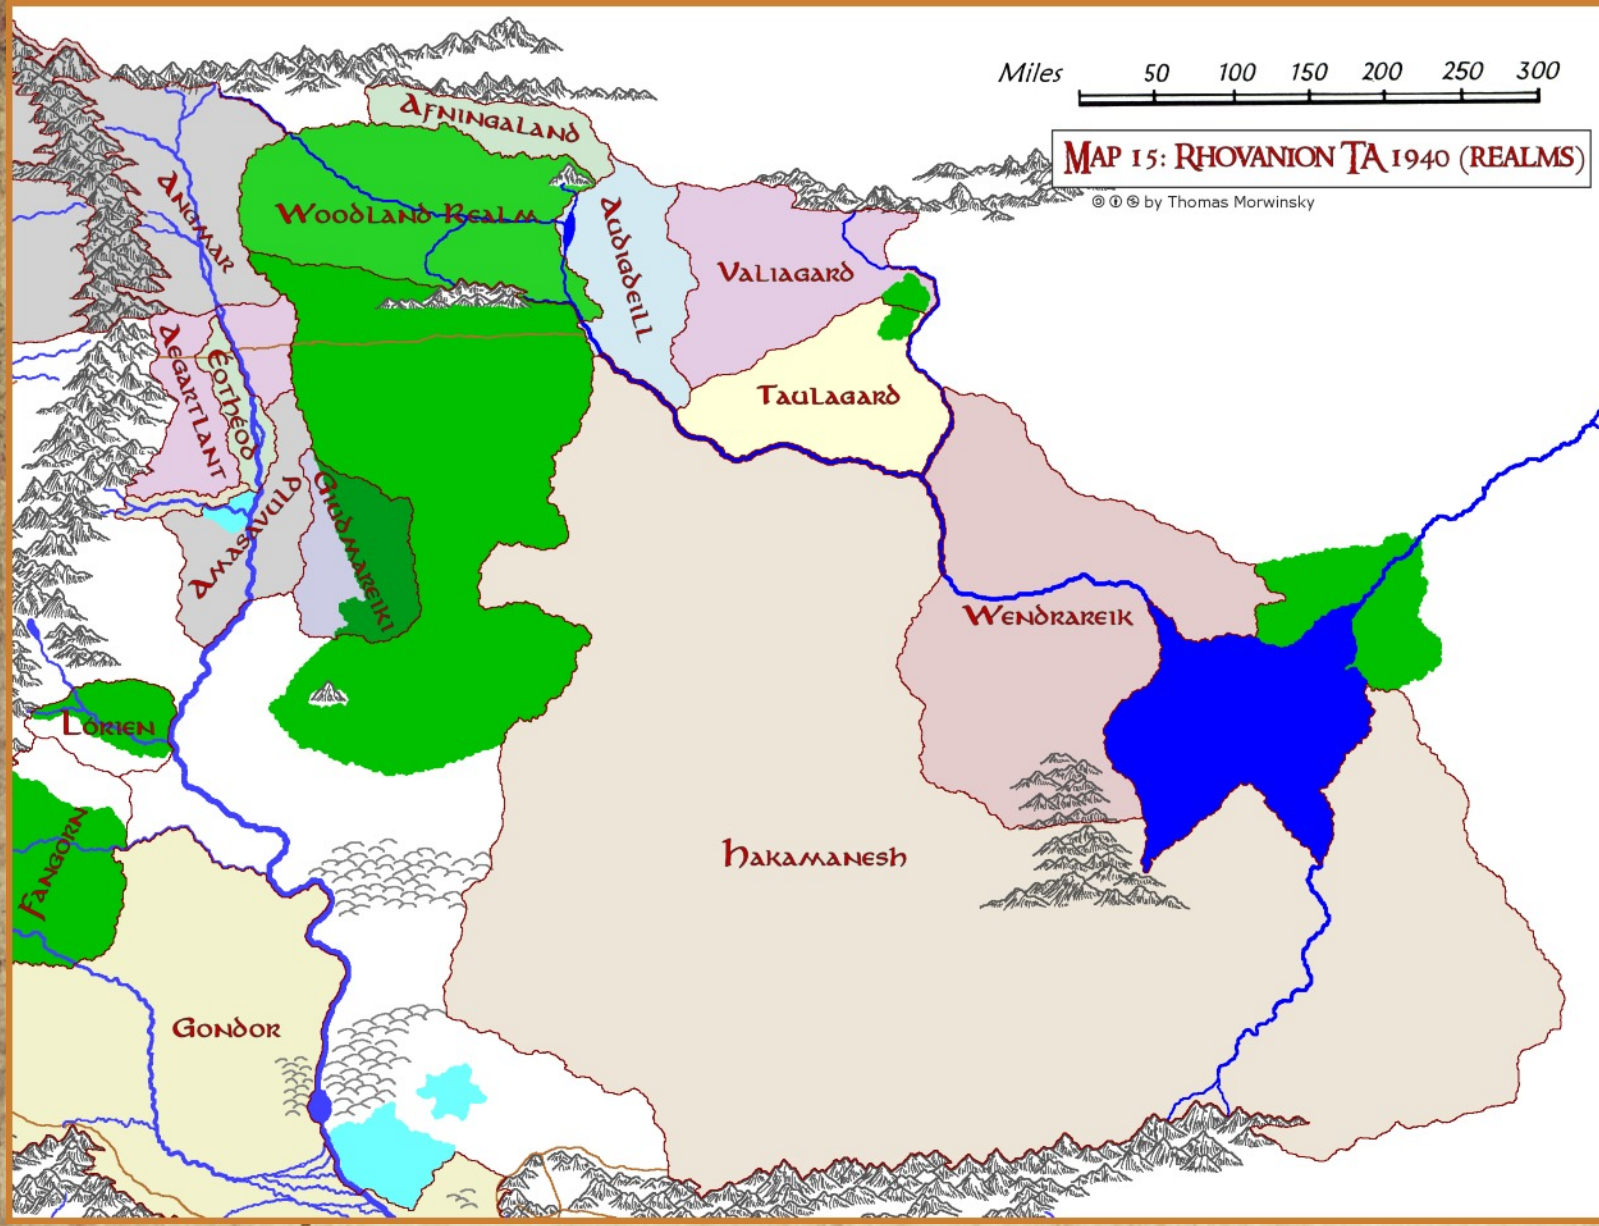 Miles 50 100 150 200 250 300
Map 15: Rhovanion TA 1940 (realms)
by Thomas Morwinsky
Afningaland
Angmar
Woodland Realm
Audigdeill
Valiagard
Aegartlant
Éothéod
Taulagard
Amasavuld
Giudmareiki
Wendrareik
Lórien
Fangorn
Hakamanesh
Gondor